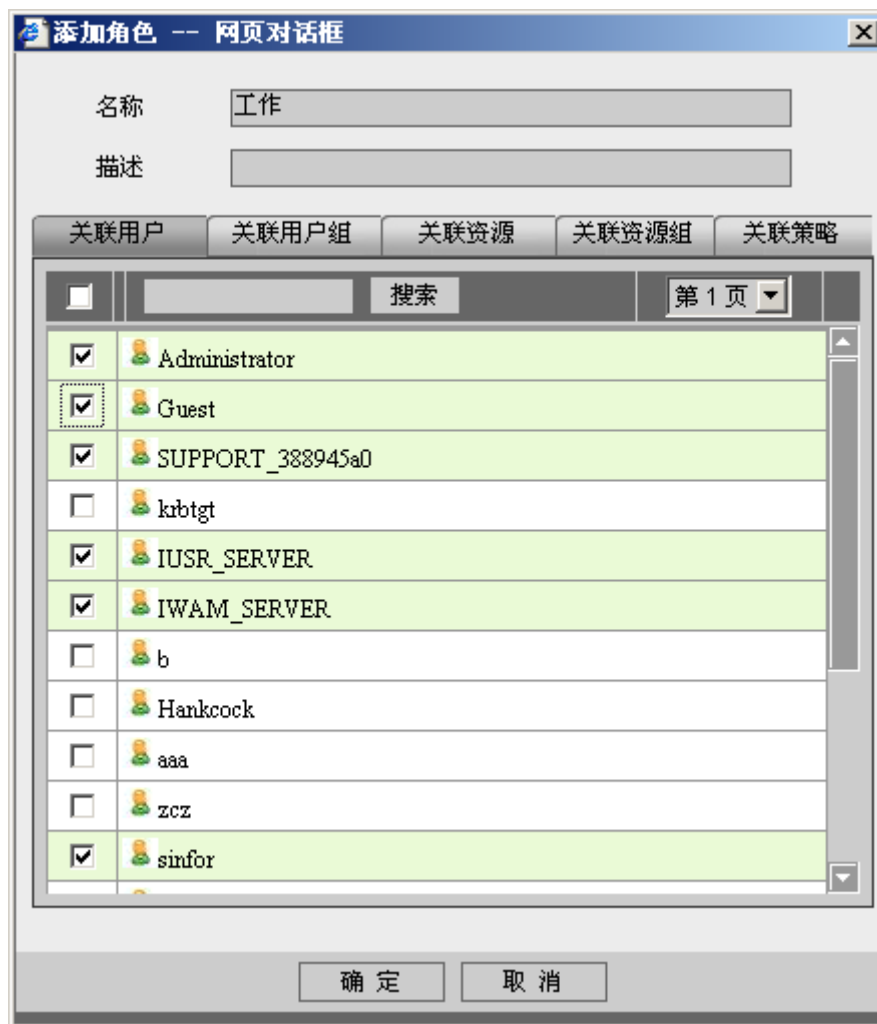 添加角色 -- 网页对话框
名称 工作
描述
关联用户 关联用户组 关联资源 关联资源组 关联策略
搜索 第1页
Administrator
Guest
SUPPORT_388945a0
krbtgt
IUSR_SERVER
IWAM_SERVER
b
Hankcock
aaa
zcz
sinfor
确 定 取 消